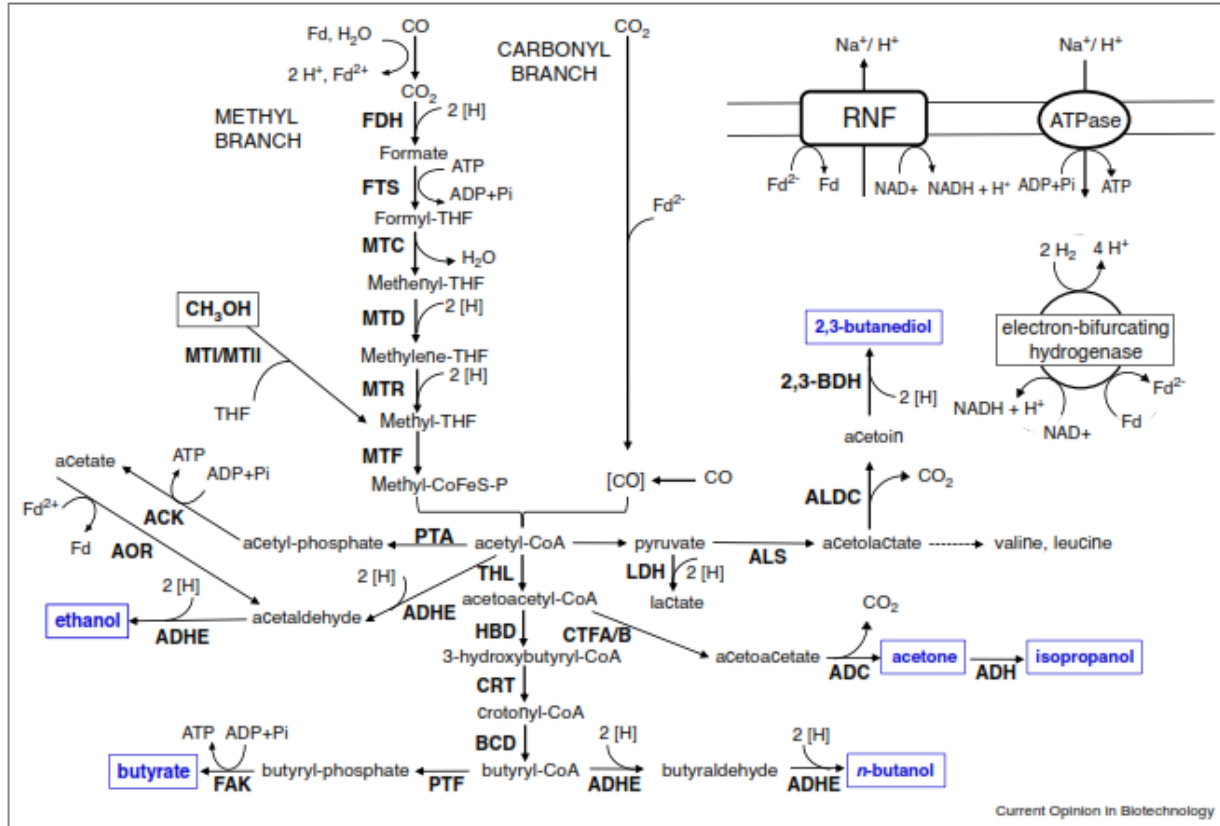 CO
Fd, H₂O
2 H⁺, Fd²⁺
CARBONYL
BRANCH
CO₂
CO₂
METHYL
BRANCH
FDH
2 [H]
Formate
FTS
ATP
ADP+Pi
Formyl-THF
MTC
H₂O
Methenyl-THF
MTD
2 [H]
Methylene-THF
MTR
2 [H]
Methyl-THF
MTF
Methyl-CoFeS-P
CH₃OH
MTI/MTII
THF
Fd²⁻
[CO]
CO
Na⁺/ H⁺
Na⁺/ H⁺
RNF
ATPase
Fd²⁻
Fd
NAD+
NADH + H⁺
ADP+Pi
ATP
2 H₂
4 H⁺
electron-bifurcating
hydrogenase
NADH + H⁺
NAD+
Fd
Fd²⁻
2,3-butanediol
2,3-BDH
2 [H]
acetoin
ALDC
CO₂
acetate
ATP
ADP+Pi
Fd²⁺
Fd
ACK
AOR
acetyl-phosphate
PTA
acetyl-CoA
pyruvate
ALS
acetolactate
valine, leucine
LDH
2 [H]
lactate
THL
2 [H]
ADHE
2 [H]
ethanol
ADHE
acetaldehyde
acetoacetyl-CoA
HBD
CTFA/B
3-hydroxybutyryl-CoA
acetoacetate
CO₂
ADC
acetone
ADH
isopropanol
CRT
crotonyl-CoA
BCD
ATP
ADP+Pi
butyrate
FAK
butyryl-phosphate
PTF
butyryl-CoA
2 [H]
ADHE
butyraldehyde
2 [H]
ADHE
n-butanol
Current Opinion in Biotechnology